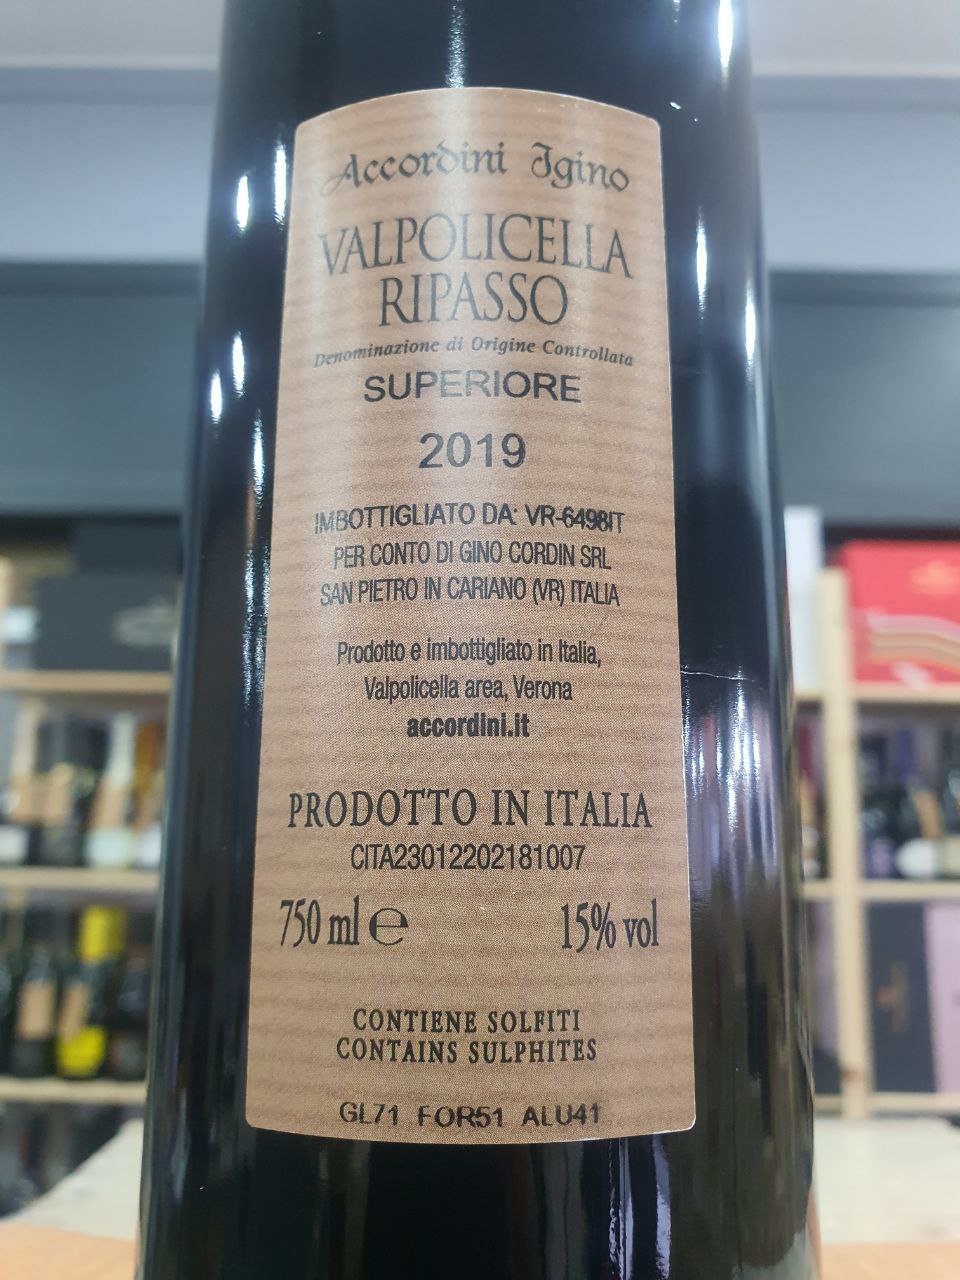 Accordini Igino
VALPOLICELLA
RIPASSO
Denominazione di Origine Controllata
SUPERIORE
2019
IMBOTTIGLIATO DA: VR-6498IT
PER CONTO DI GINO CORDIN SRL
SAN PIETRO IN CARIANO (VR) ITALIA
Prodotto e imbottigliato in Italia,
Valpolicella area, Verona
accordini.it
PRODOTTO IN ITALIA
CITA23012202181007
750 ml ℮ 15% vol
CONTIENE SOLFITI
CONTAINS SULPHITES
GL71 FOR51 ALU41